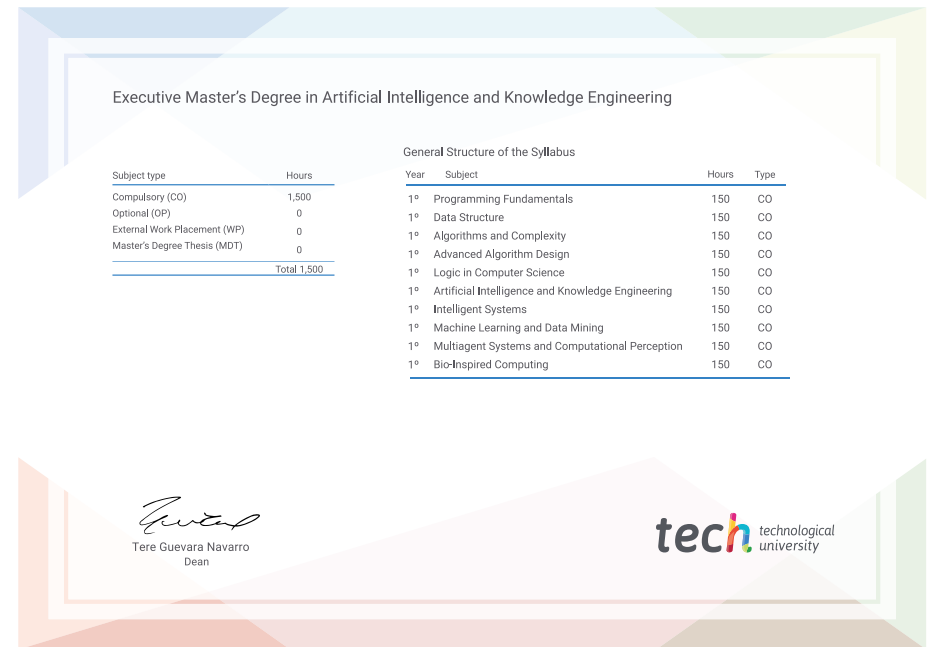 Executive Master's Degree in Artificial Intelligence and Knowledge Engineering
Subject type Hours
Compulsory (CO) 1,500
Optional (OP) 0
External Work Placement (WP) 0
Master's Degree Thesis (MDT) 0
Total 1,500
General Structure of the Syllabus
Year Subject Hours Type
1º Programming Fundamentals 150 CO
1º Data Structure 150 CO
1º Algorithms and Complexity 150 CO
1º Advanced Algorithm Design 150 CO
1º Logic in Computer Science 150 CO
1º Artificial Intelligence and Knowledge Engineering 150 CO
1º Intelligent Systems 150 CO
1º Machine Learning and Data Mining 150 CO
1º Multiagent Systems and Computational Perception 150 CO
1º Bio-Inspired Computing 150 CO
Tere Guevara Navarro
Dean
tech technological
university